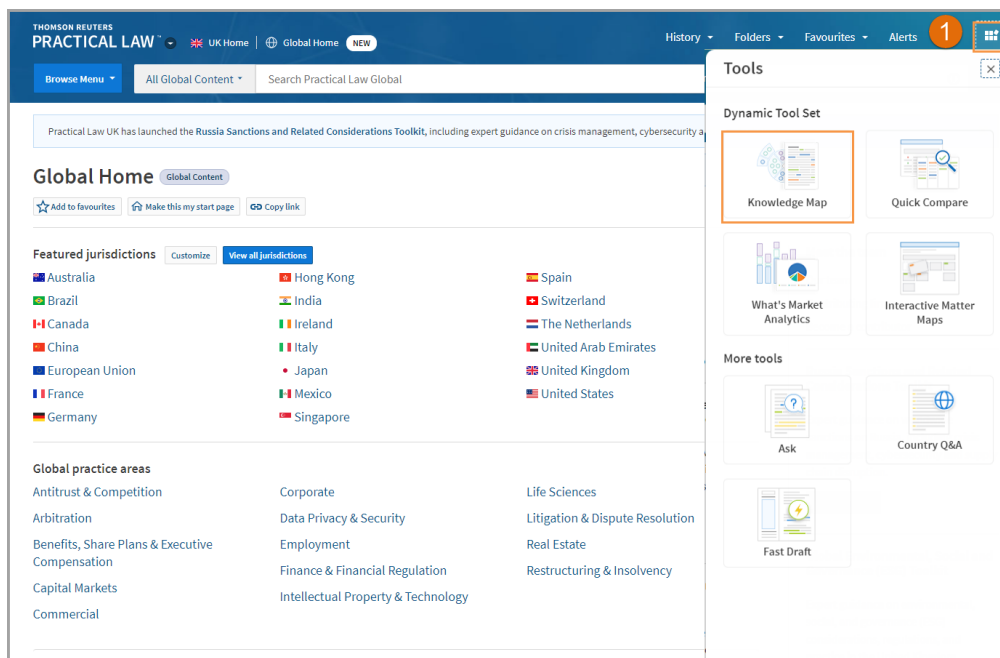 THOMSON REUTERS
PRACTICAL LAW™ UK Home Global Home NEW
History Folders Favourites Alerts 1
Browse Menu All Global Content Search Practical Law Global
Practical Law UK has launched the Russia Sanctions and Related Considerations Toolkit, including expert guidance on crisis management, cybersecurity a
Global Home Global Content
Add to favourites Make this my start page Copy link
Featured jurisdictions Customize View all jurisdictions
Australia Hong Kong Spain
Brazil India Switzerland
Canada Ireland The Netherlands
China Italy United Arab Emirates
European Union Japan United Kingdom
France Mexico United States
Germany Singapore
Global practice areas
Antitrust & Competition Corporate Life Sciences
Arbitration Data Privacy & Security Litigation & Dispute Resolution
Benefits, Share Plans & Executive Employment Real Estate
Compensation
Finance & Financial Regulation Restructuring & Insolvency
Capital Markets
Intellectual Property & Technology
Commercial
Tools
Dynamic Tool Set
Knowledge Map Quick Compare
What's Market Interactive Matter
Analytics Maps
More tools
Ask Country Q&A
Fast Draft